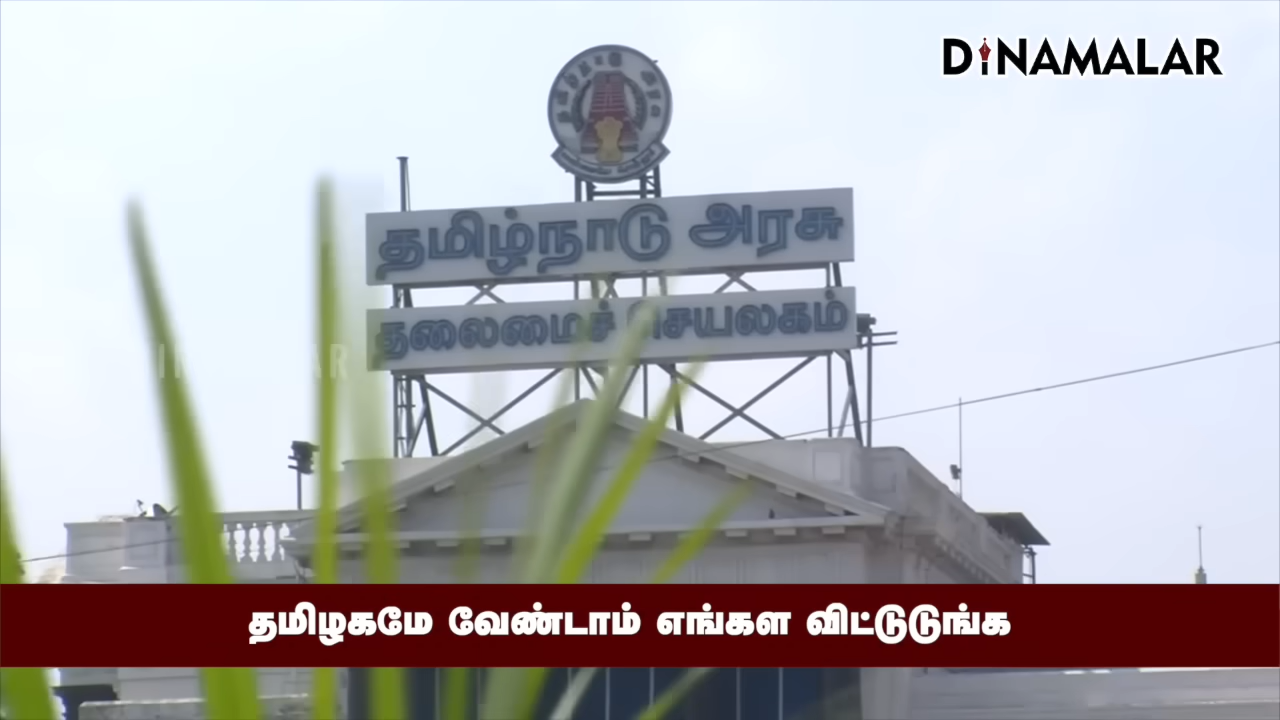 DINAMALAR
தமிழ்நாடு அரசு
தலைமைச் செயலகம்
தமிழகமே வேண்டாம் எங்கள விட்டுடுங்க